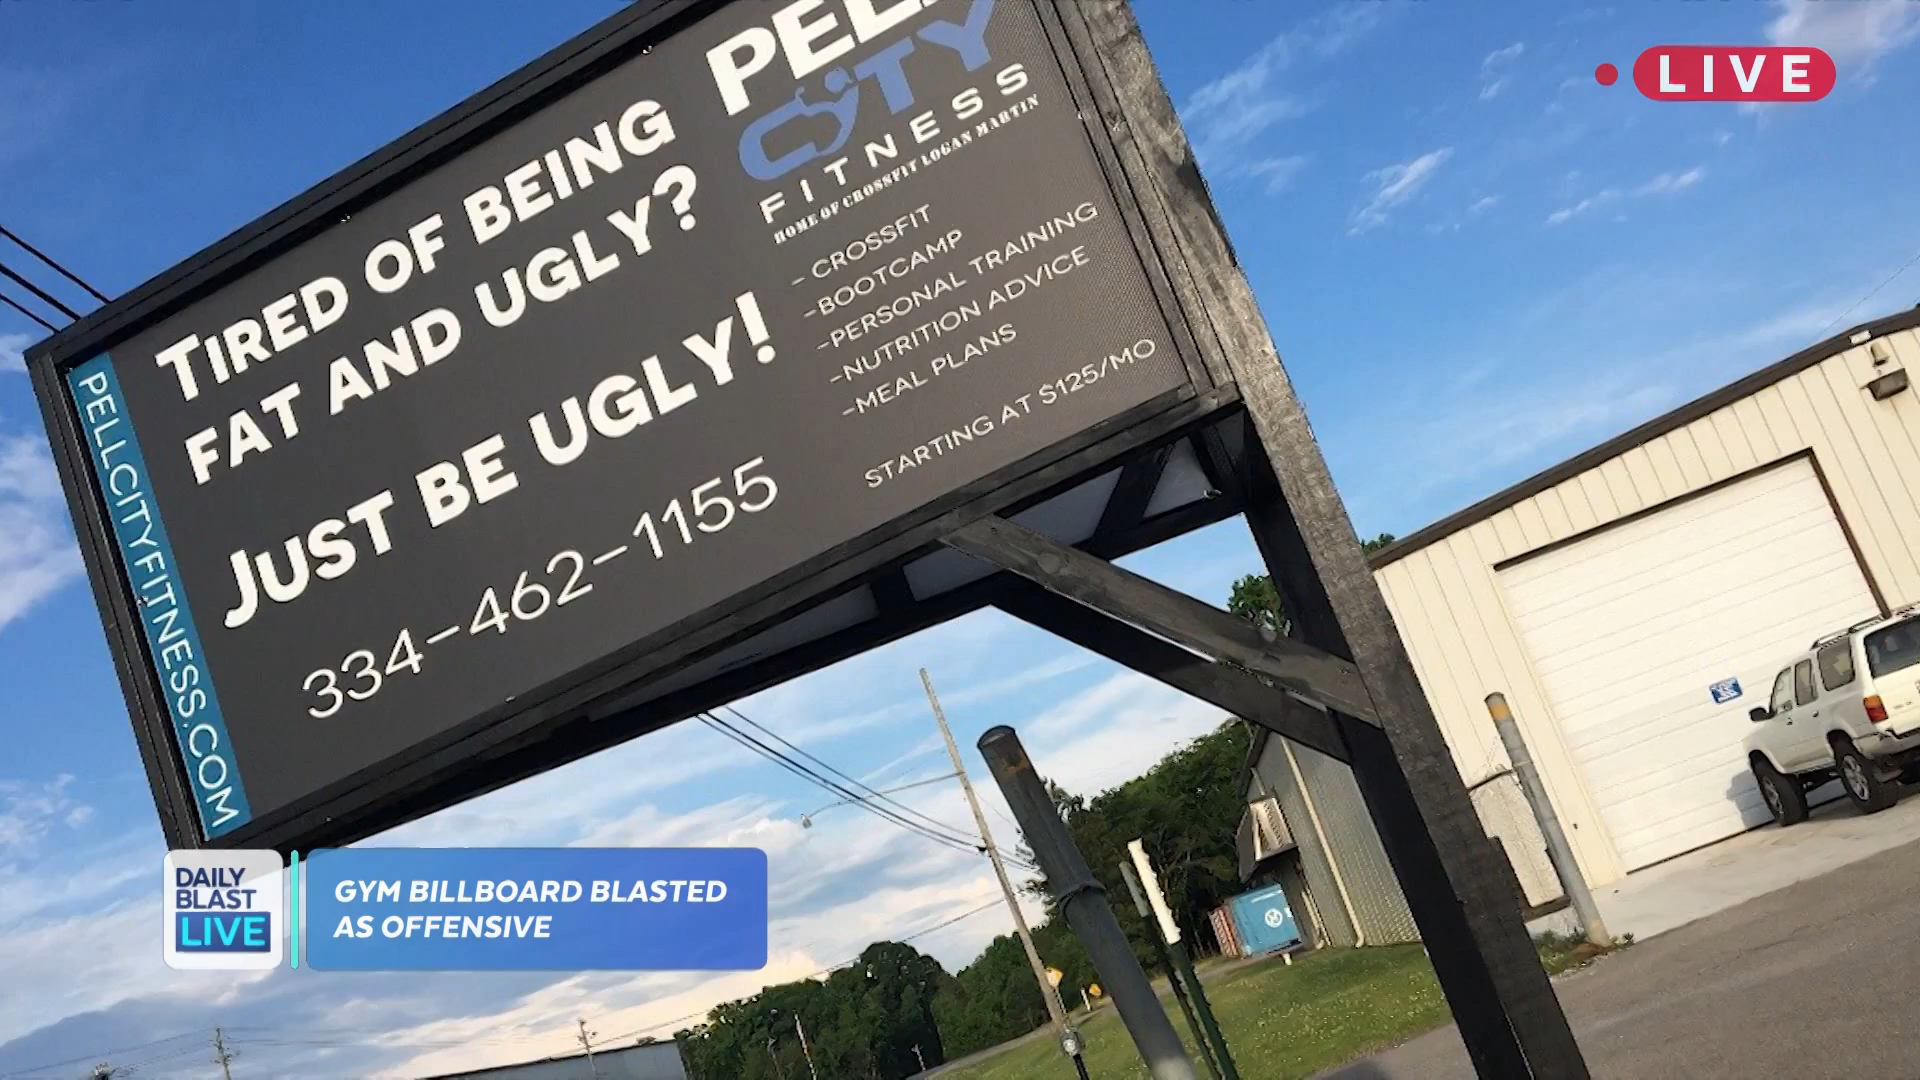 LIVE
PELL
CITY
FITNESS
HOME OF CROSSFIT LOGAN MARTIN
TIRED OF BEING
FAT AND UGLY?
JUST BE UGLY!
334-462-1155
- CROSSFIT
-BOOTCAMP
-PERSONAL TRAINING
-NUTRITION ADVICE
-MEAL PLANS
STARTING AT $125/MO
PELLCITYFITNESS.COM
DAILY
BLAST
LIVE
GYM BILLBOARD BLASTED
AS OFFENSIVE